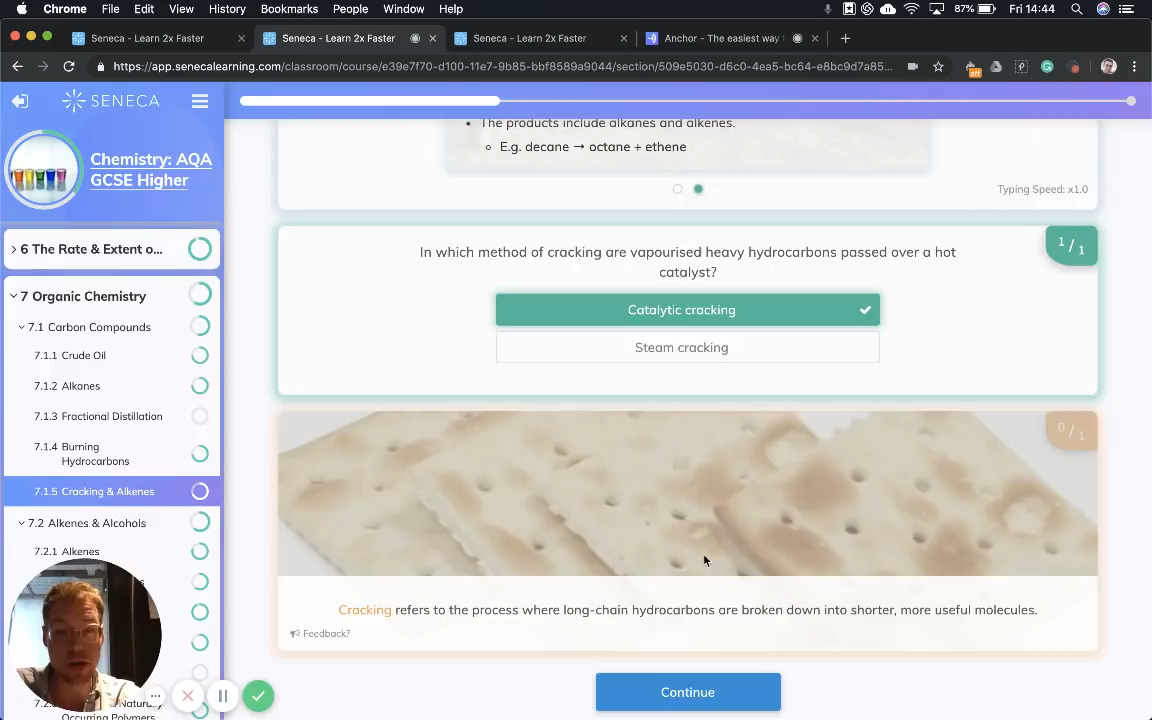 Chrome File Edit View History Bookmarks People Window Help
87% Fri 14:44
Seneca - Learn 2x Faster
Seneca - Learn 2x Faster
Seneca - Learn 2x Faster
Anchor - The easiest way
https://app.senecalearning.com/classroom/course/e39e7f70-d100-11e7-9b85-bbf8589a9044/section/509e5030-d6c0-4ea5-bc64-e8bc9d7a85...
off
SENECA
Chemistry: AQA
GCSE Higher
6 The Rate & Extent o...
7 Organic Chemistry
7.1 Carbon Compounds
7.1.1 Crude Oil
7.1.2 Alkanes
7.1.3 Fractional Distillation
7.1.4 Burning
Hydrocarbons
7.1.5 Cracking & Alkenes
7.2 Alkenes & Alcohols
7.2.1 Alkenes
Occurring Polymers
• The products include alkanes and alkenes.
E.g. decane → octane + ethene
Typing Speed: x1.0
In which method of cracking are vapourised heavy hydrocarbons passed over a hot
catalyst?
1/1
Catalytic cracking
Steam cracking
0/1
Cracking refers to the process where long-chain hydrocarbons are broken down into shorter, more useful molecules.
Feedback?
Continue